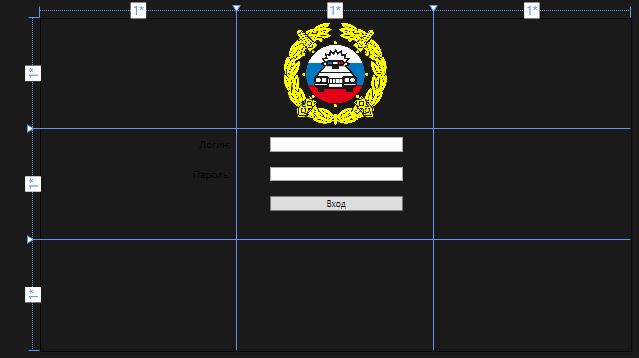 1* 1* 1*
1*
Логин:
1*
Пароль:
Вход
1*